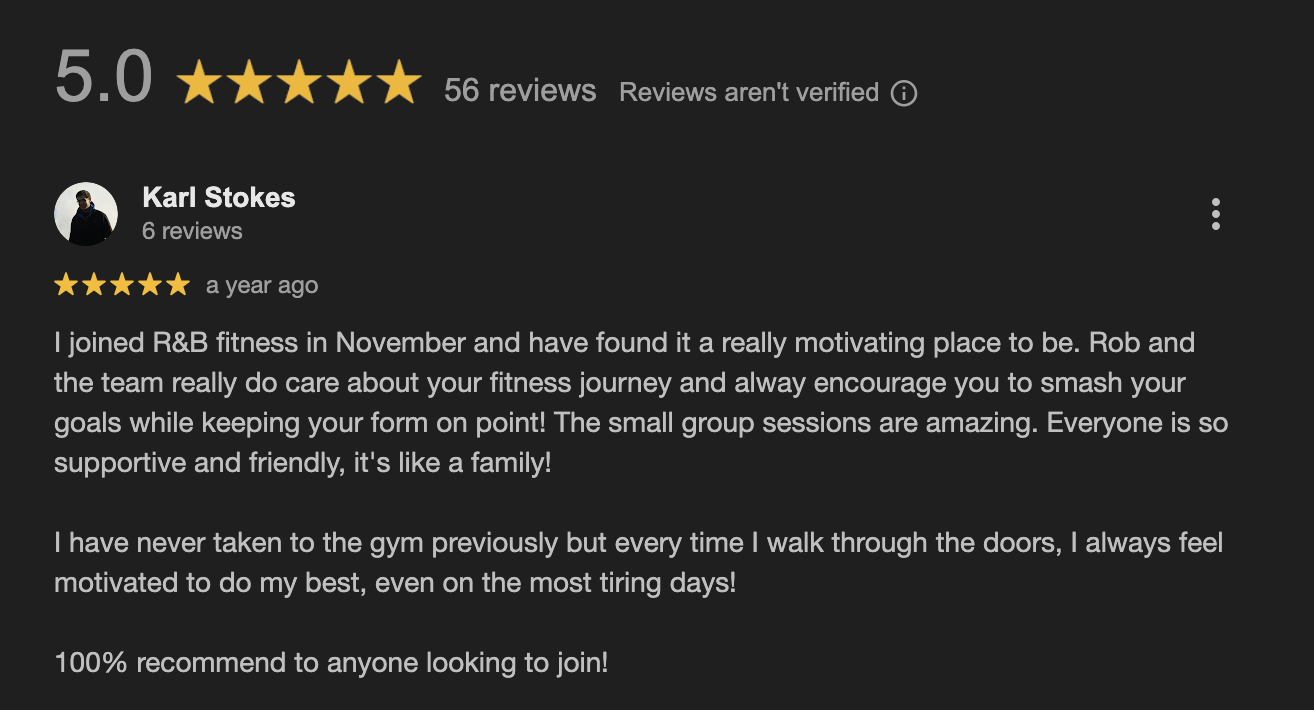 5.0 56 reviews Reviews aren't verified
Karl Stokes
6 reviews
a year ago
I joined R&B fitness in November and have found it a really motivating place to be. Rob and
the team really do care about your fitness journey and alway encourage you to smash your
goals while keeping your form on point! The small group sessions are amazing. Everyone is so
supportive and friendly, it's like a family!
I have never taken to the gym previously but every time I walk through the doors, I always feel
motivated to do my best, even on the most tiring days!
100% recommend to anyone looking to join!